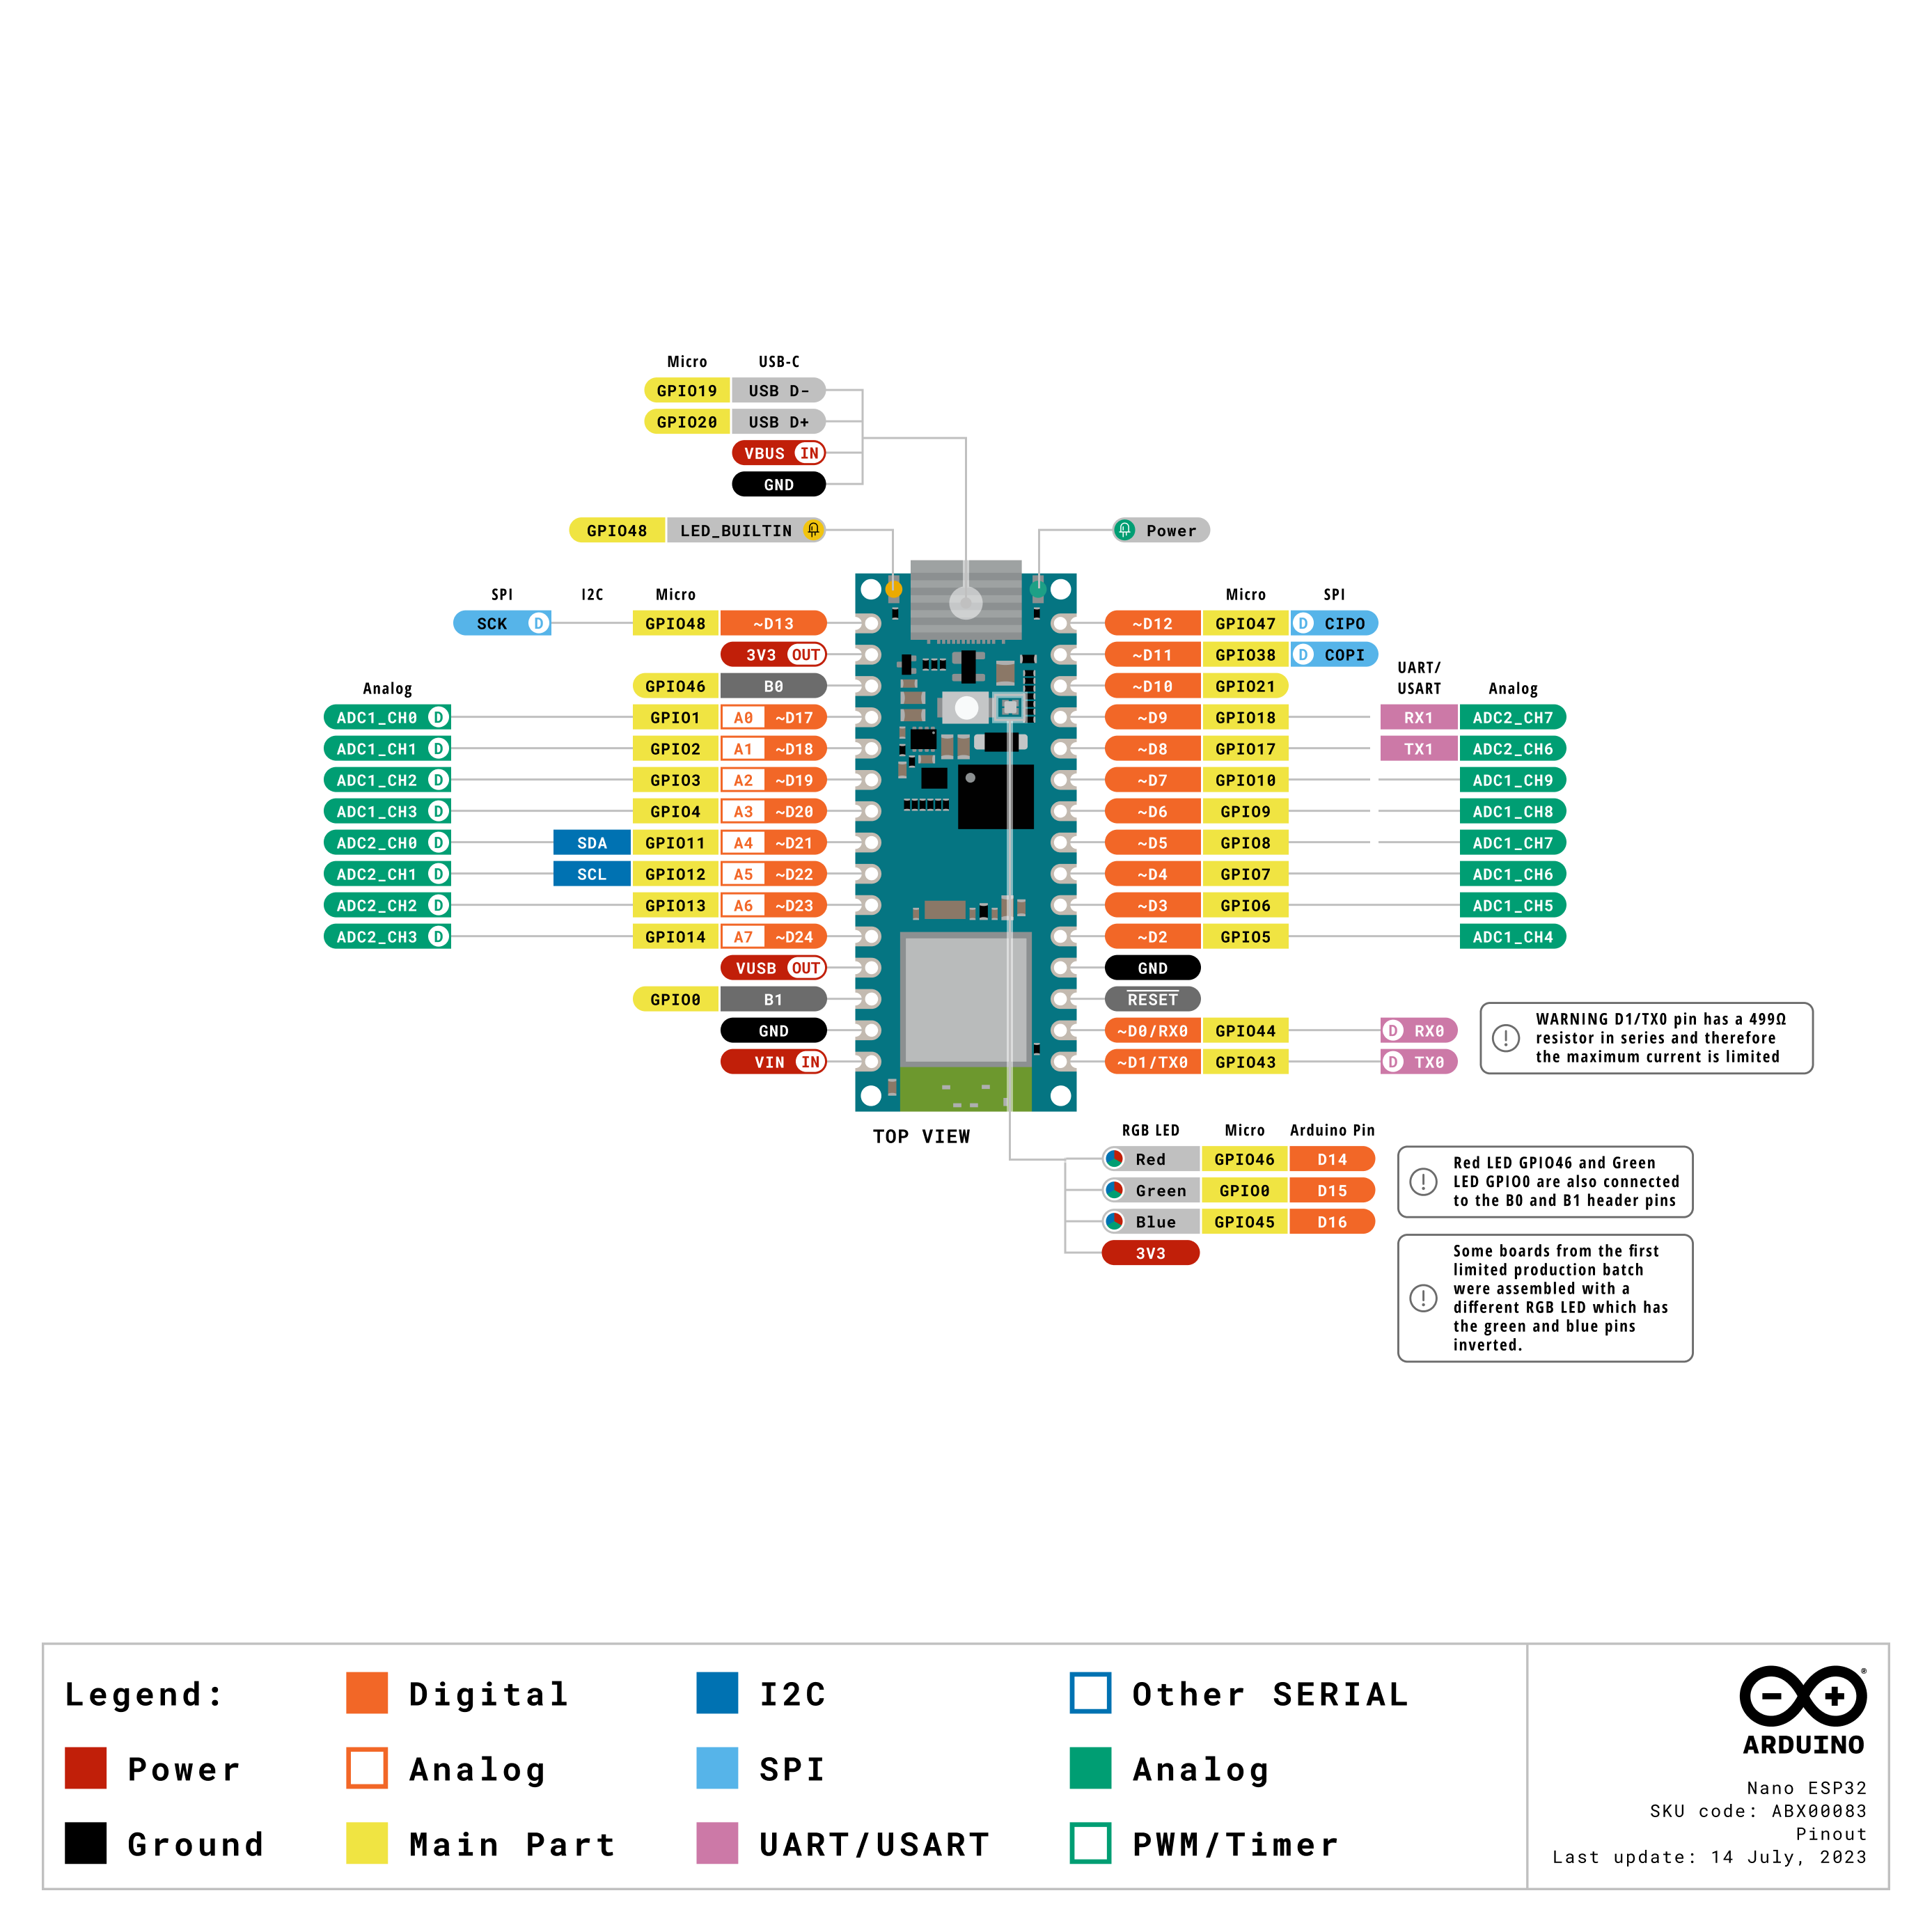 Micro USB-C
GPIO19 USB D-
GPIO20 USB D+
VBUS IN
GND
GPIO48 LED_BUILTIN
Power
SPI I2C Micro
SCK D GPIO48 ~D13
3V3 OUT
GPIO46 B0
Analog
ADC1_CH0 D GPIO1 A0 ~D17
ADC1_CH1 D GPIO2 A1 ~D18
ADC1_CH2 D GPIO3 A2 ~D19
ADC1_CH3 D GPIO4 A3 ~D20
ADC2_CH0 D SDA GPIO11 A4 ~D21
ADC2_CH1 D SCL GPIO12 A5 ~D22
ADC2_CH2 D GPIO13 A6 ~D23
ADC2_CH3 D GPIO14 A7 ~D24
VUSB OUT
GPIO0 B1
GND
VIN IN
Micro SPI
~D12 GPIO47 D CIPO
~D11 GPIO38 D COPI
UART/
USART Analog
~D10 GPIO21
~D9 GPIO18 RX1 ADC2_CH7
~D8 GPIO17 TX1 ADC2_CH6
~D7 GPIO10 ADC1_CH9
~D6 GPIO9 ADC1_CH8
~D5 GPIO8 ADC1_CH7
~D4 GPIO7 ADC1_CH6
~D3 GPIO6 ADC1_CH5
~D2 GPIO5 ADC1_CH4
GND
RESET
~D0/RX0 GPIO44 D RX0
~D1/TX0 GPIO43 D TX0
WARNING D1/TX0 pin has a 499Ω
resistor in series and therefore
the maximum current is limited
TOP VIEW
RGB LED Micro Arduino Pin
Red GPIO46 D14
Green GPIO0 D15
Blue GPIO45 D16
3V3
Red LED GPIO46 and Green
LED GPIO0 are also connected
to the B0 and B1 header pins
Some boards from the first
limited production batch
were assembled with a
different RGB LED which has
the green and blue pins
inverted.
Legend:
Power
Ground
Digital
Analog
Main Part
I2C
SPI
UART/USART
Other SERIAL
Analog
PWM/Timer
ARDUINO
Nano ESP32
SKU code: ABX00083
Pinout
Last update: 14 July, 2023